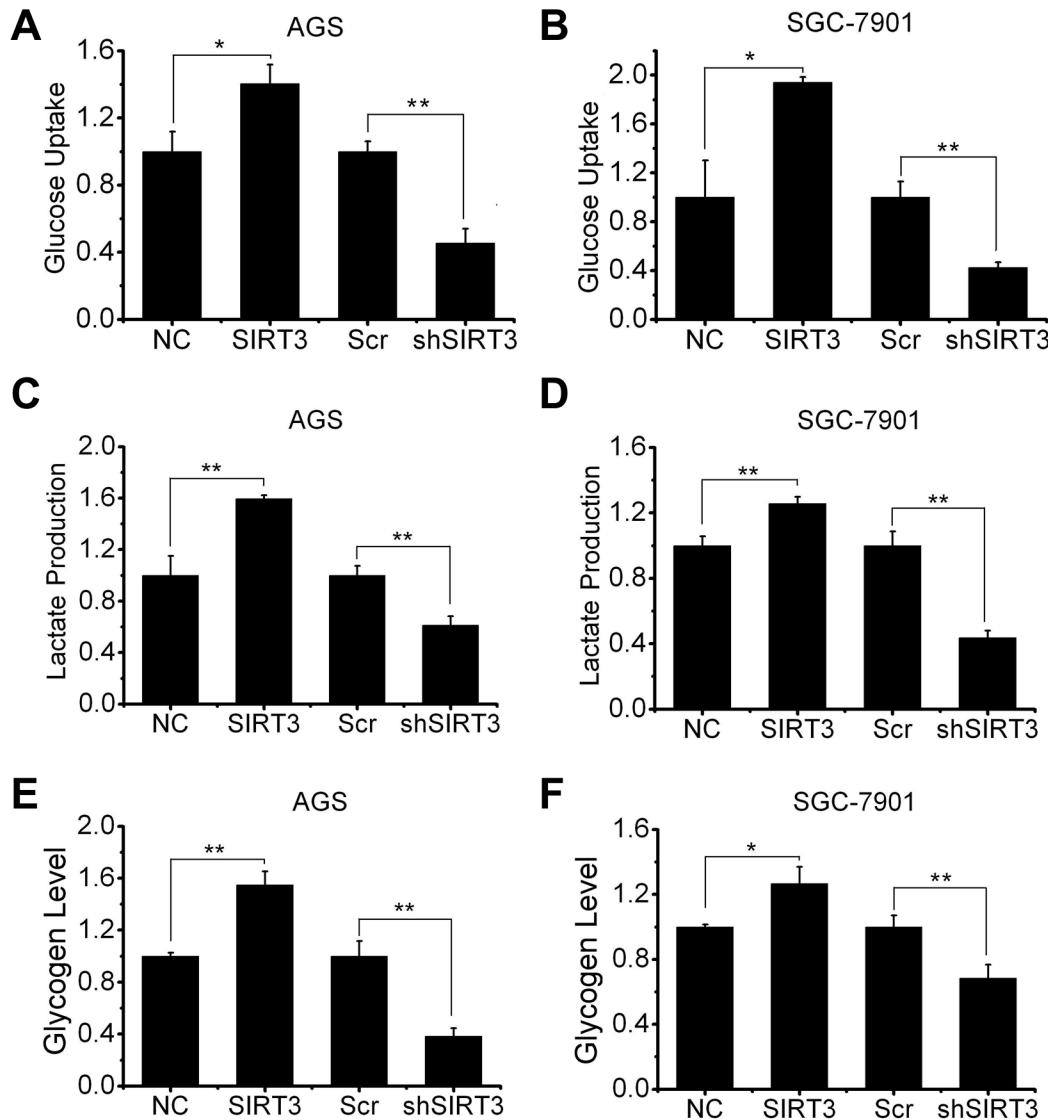 A
AGS
Glucose Uptake
1.6
1.2
0.8
0.4
0.0
*
**
NC SIRT3 Scr shSIRT3
B
SGC-7901
Glucose Uptake
2.0
1.6
1.2
0.8
0.4
0.0
*
**
NC SIRT3 Scr shSIRT3
C
AGS
Lactate Production
2.0
1.6
1.2
0.8
0.4
0.0
**
**
NC SIRT3 Scr shSIRT3
D
SGC-7901
Lactate Production
1.6
1.2
0.8
0.4
0.0
**
**
NC SIRT3 Scr shSIRT3
E
AGS
Glycogen Level
2.0
1.6
1.2
0.8
0.4
0.0
**
**
NC SIRT3 Scr shSIRT3
F
SGC-7901
Glycogen Level
1.6
1.2
0.8
0.4
0.0
*
**
NC SIRT3 Scr shSIRT3